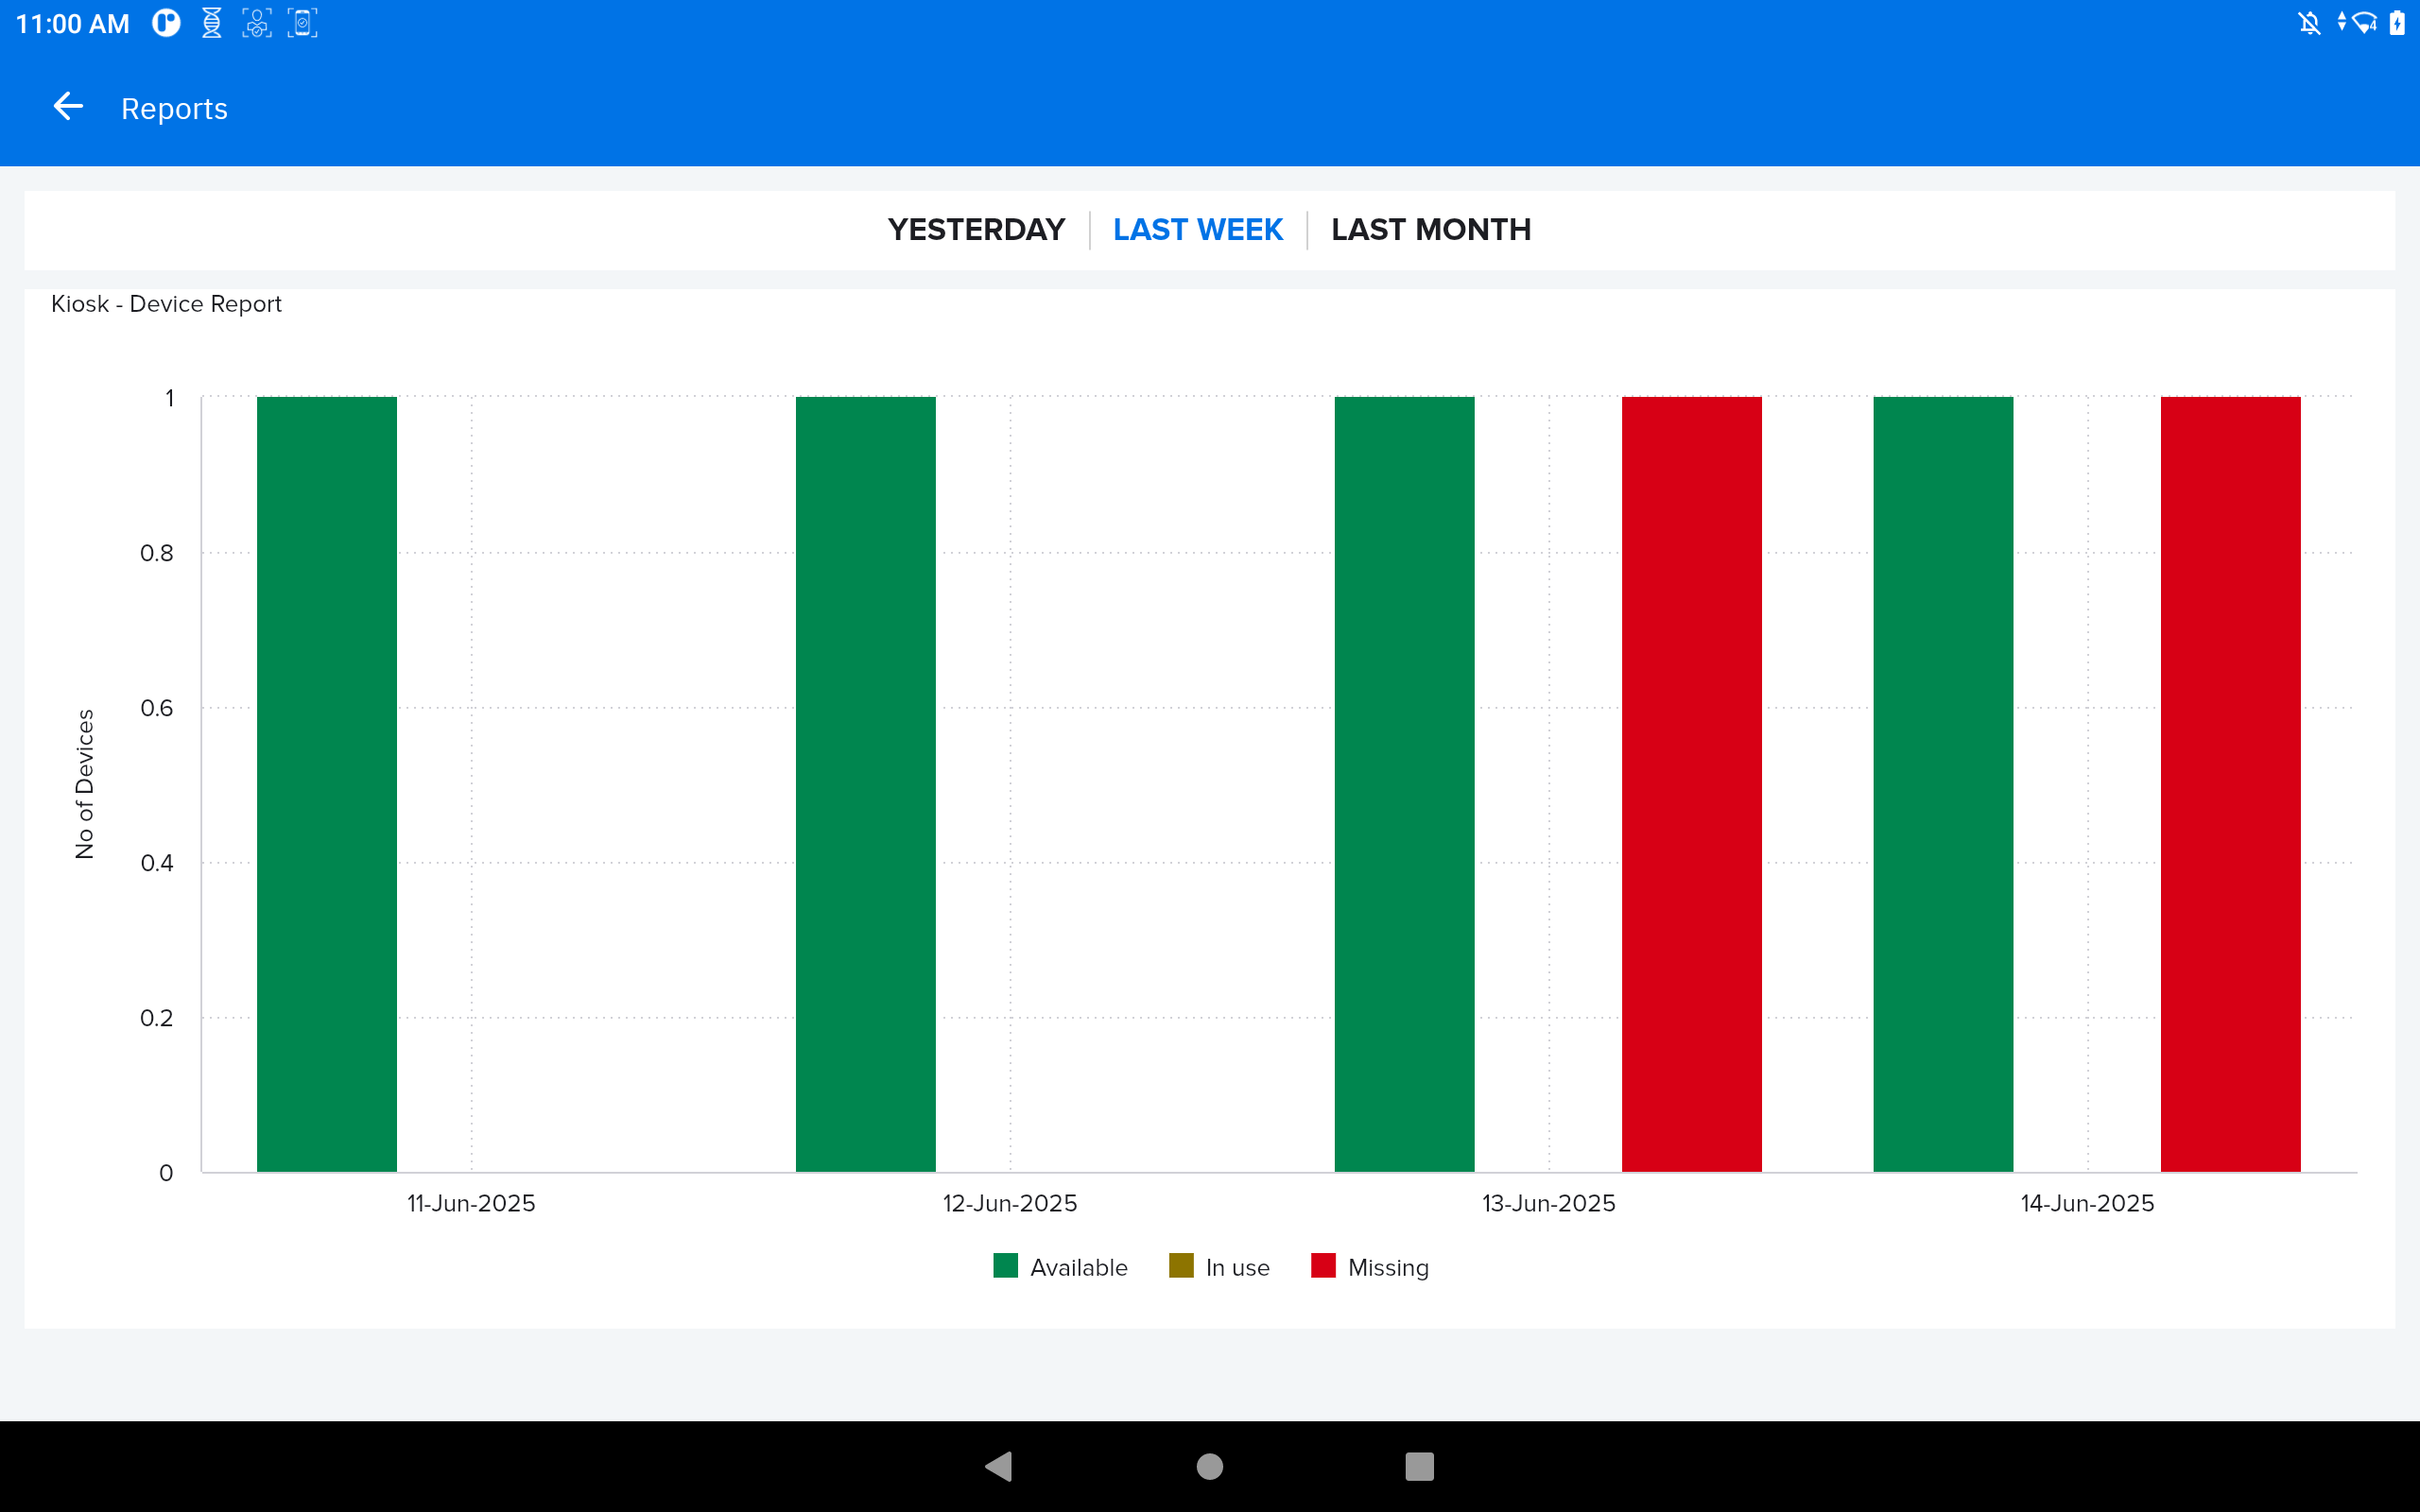 11:00 AM
Reports
YESTERDAY LAST WEEK LAST MONTH
Kiosk - Device Report
No of Devices
1
0.8
0.6
0.4
0.2
0
11-Jun-2025 12-Jun-2025 13-Jun-2025 14-Jun-2025
Available In use Missing